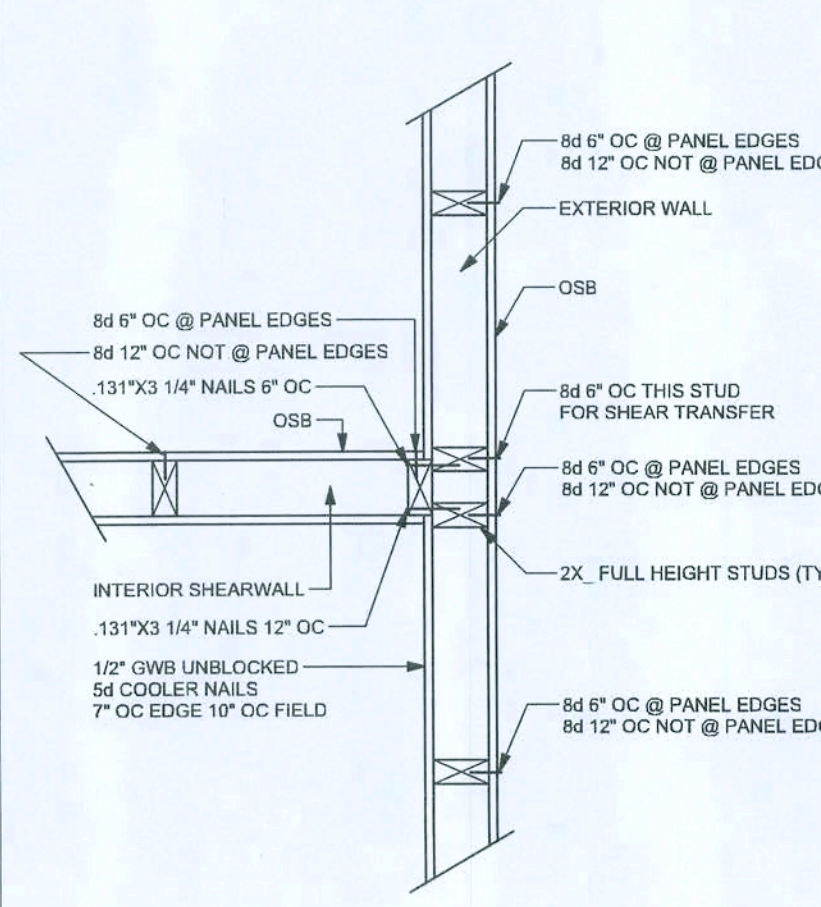 8d 6" OC @ PANEL EDGES
8d 12" OC NOT @ PANEL
EXTERIOR WALL
OSB
8d 6" OC @ PANEL EDGES
8d 12" OC NOT @ PANEL EDGES
.131"X3 1/4" NAILS 6" OC
OSB
8d 6" OC THIS STUD
FOR SHEAR TRANSFER
8d 6" OC @ PANEL EDGES
8d 12" OC NOT @ PANEL
2X_ FULL HEIGHT STUDS
INTERIOR SHEARWALL
.131"X3 1/4" NAILS 12" OC
1/2" GWB UNBLOCKED
5d COOLER NAILS
7" OC EDGE 10" OC FIELD
8d 6" OC @ PANEL EDGES
8d 12" OC NOT @ PANEL